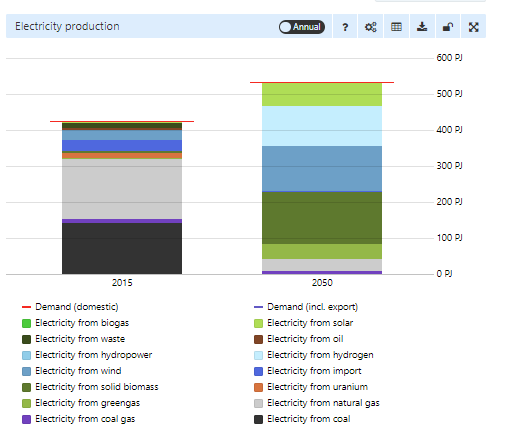 Electricity production
Annual
?
600 PJ
500 PJ
400 PJ
300 PJ
200 PJ
100 PJ
0 PJ
2015 2050
Demand (domestic) Demand (incl. export)
Electricity from biogas Electricity from solar
Electricity from waste Electricity from oil
Electricity from hydropower Electricity from hydrogen
Electricity from wind Electricity from import
Electricity from solid biomass Electricity from uranium
Electricity from greengas Electricity from natural gas
Electricity from coal gas Electricity from coal